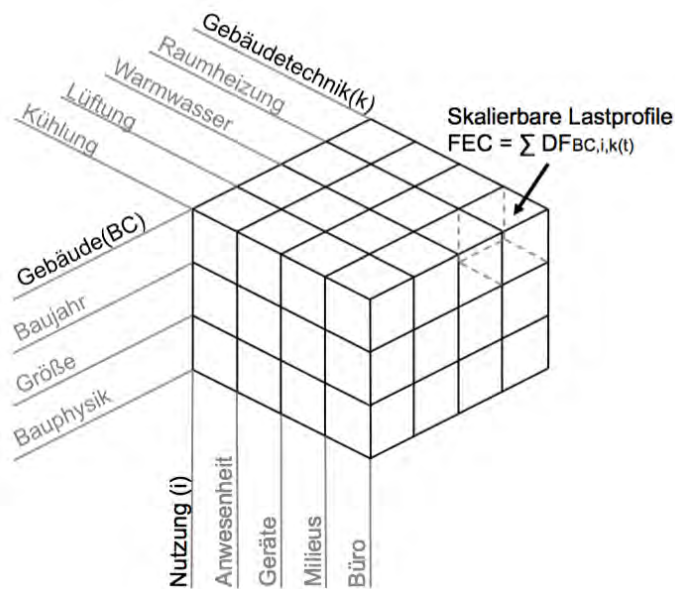 Gebäudetechnik(k)
Raumheizung
Warmwasser
Lüftung
Kühlung
Skalierbare Lastprofile
FEC = ∑ DFBC,i,k(t)
Gebäude(BC)
Baujahr
Größe
Bauphysik
Nutzung (i)
Anwesenheit
Geräte
Milieus
Büro